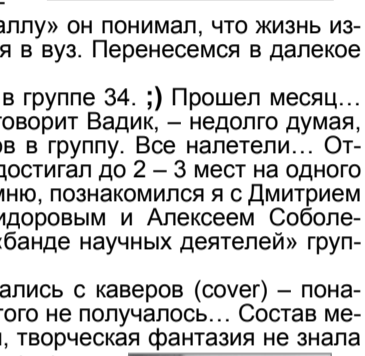 аллу» он понимал, что жизнь из-
я в вуз. Перенесемся в далекое
в группе 34. ;) Прошел месяц...
говорит Вадик, – недолго думая,
ов в группу. Все налетели... От-
достигал до 2 – 3 мест на одного
мню, познакомился я с Дмитрием
идоровым и Алексеем Соболе-
«банде научных деятелей» груп-
ались с каверов (cover) – пона-
того не получалось... Состав ме-
, творческая фантазия не знала